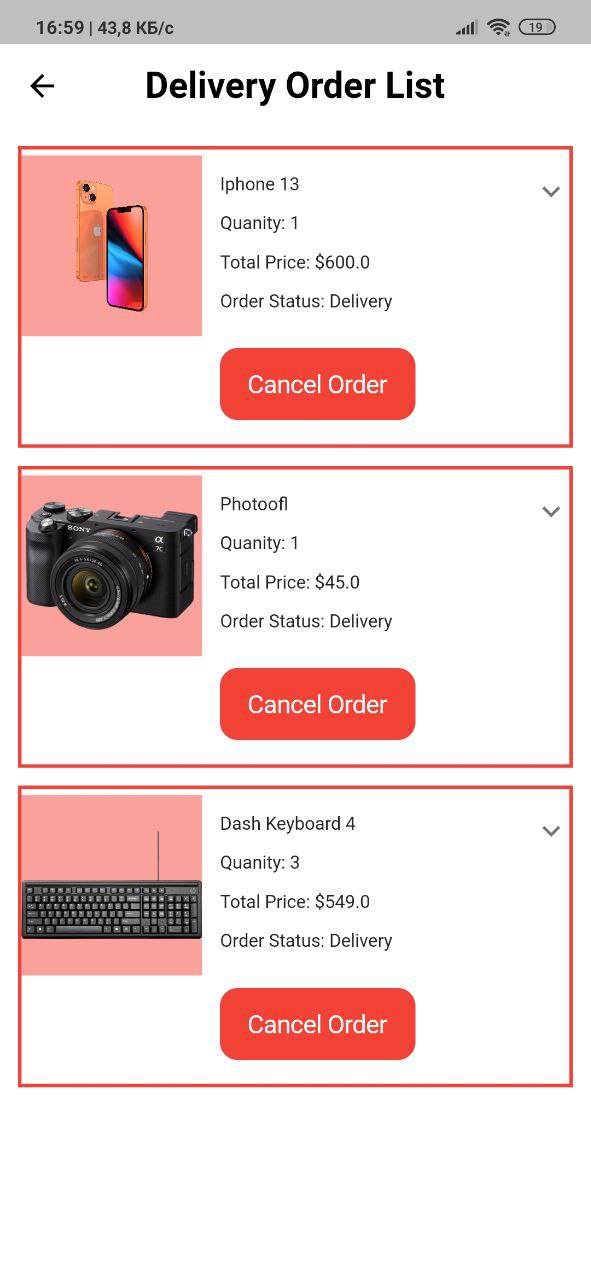 16:59 | 43,8 КБ/с
19
Delivery Order List
Iphone 13
Quanity: 1
Total Price: $600.0
Order Status: Delivery
Cancel Order
SONY
α
7C
Photoofl
Quanity: 1
Total Price: $45.0
Order Status: Delivery
Cancel Order
Dash Keyboard 4
Quanity: 3
Total Price: $549.0
Order Status: Delivery
Cancel Order